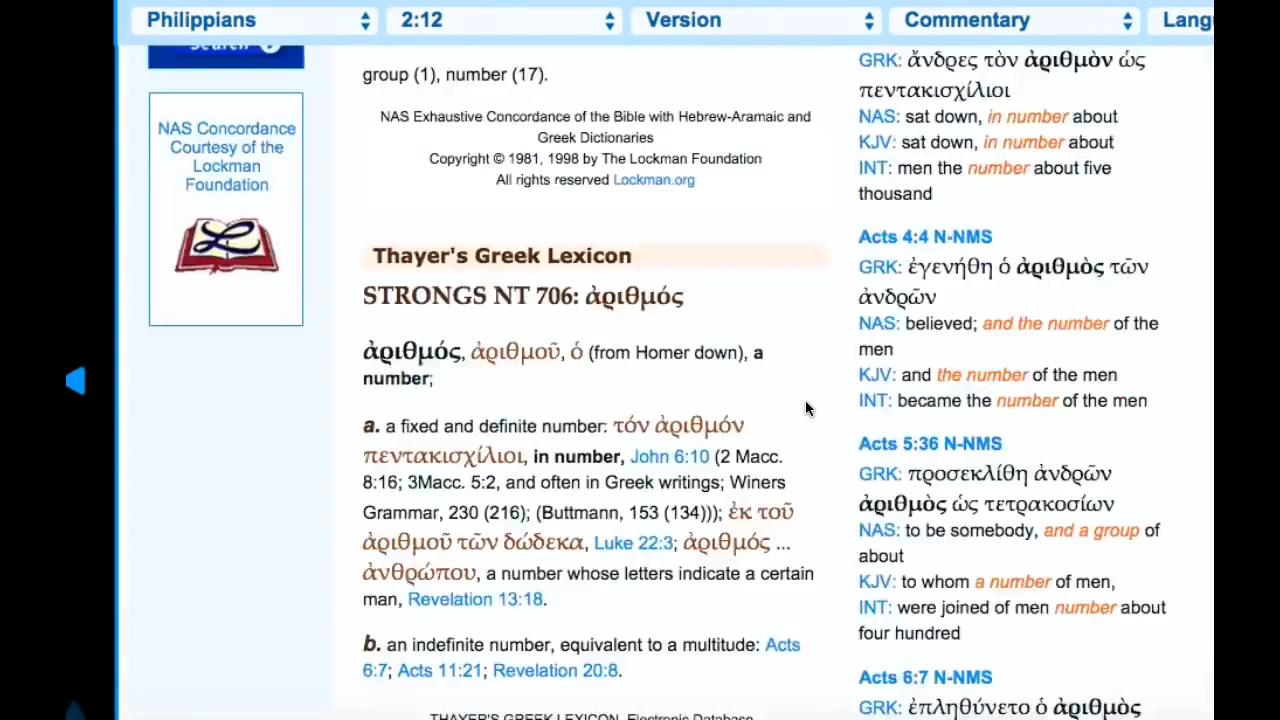 Philippians 2:12 Version Commentary Langu
Search
NAS Concordance
Courtesy of the
Lockman
Foundation
group (1), number (17).
NAS Exhaustive Concordance of the Bible with Hebrew-Aramaic and
Greek Dictionaries
Copyright © 1981, 1998 by The Lockman Foundation
All rights reserved Lockman.org
Thayer's Greek Lexicon
STRONGS NT 706: ἀριθμός
ἀριθμός, ἀριθμοῦ, ὁ (from Homer down), a
number;
a. a fixed and definite number: τόν ἀριθμόν
πεντακισχίλιοι, in number, John 6:10 (2 Macc.
8:16; 3Macc. 5:2, and often in Greek writings; Winers
Grammar, 230 (216); (Buttmann, 153 (134))); ἐκ τοῦ
ἀριθμοῦ τῶν δώδεκα, Luke 22:3; ἀριθμός ...
ἀνθρώπου, a number whose letters indicate a certain
man, Revelation 13:18.
b. an indefinite number, equivalent to a multitude: Acts
6:7; Acts 11:21; Revelation 20:8.
THAYER'S GREEK LEXICON, Electronic Database
GRK: ἄνδρες τὸν ἀριθμὸν ὡς
πεντακισχίλιοι
NAS: sat down, in number about
KJV: sat down, in number about
INT: men the number about five
thousand
Acts 4:4 N-NMS
GRK: ἐγενήθη ὁ ἀριθμὸς τῶν
ἀνδρῶν
NAS: believed; and the number of the
men
KJV: and the number of the men
INT: became the number of the men
Acts 5:36 N-NMS
GRK: προσεκλίθη ἀνδρῶν
ἀριθμὸς ὡς τετρακοσίων
NAS: to be somebody, and a group of
about
KJV: to whom a number of men,
INT: were joined of men number about
four hundred
Acts 6:7 N-NMS
GRK: ἐπληθύνετο ὁ ἀριθμὸς